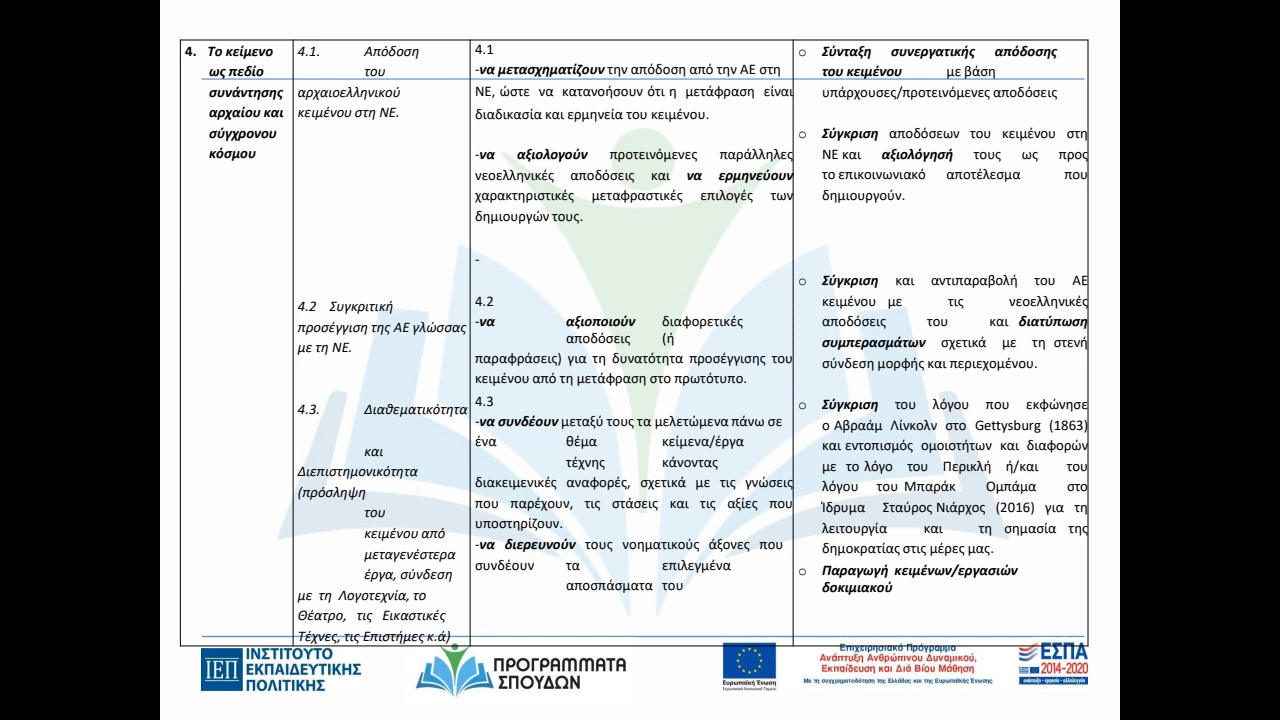 4. Το κείμενο
ως πεδίο
συνάντησης
αρχαίου και
σύγχρονου
κόσμου
4.1. Απόδοση
του
αρχαιοελληνικού
κειμένου στη ΝΕ.
4.2 Συγκριτική
προσέγγιση της ΑΕ γλώσσας
με τη ΝΕ.
4.3. Διαθεματικότητα
και
Διεπιστημονικότητα
(πρόσληψη
του
κειμένου από
μεταγενέστερα
έργα, σύνδεση
με τη Λογοτεχνία, το
Θέατρο, τις Εικαστικές
Τέχνες, τις Επιστήμες κ.ά)
4.1
-να μετασχηματίζουν την απόδοση από την ΑΕ στη
ΝΕ, ώστε να κατανοήσουν ότι η μετάφραση είναι
διαδικασία και ερμηνεία του κειμένου.
-να αξιολογούν προτεινόμενες παράλληλες
νεοελληνικές αποδόσεις και να ερμηνεύουν
χαρακτηριστικές μεταφραστικές επιλογές των
δημιουργών τους.
-
4.2
-να αξιοποιούν διαφορετικές
αποδόσεις (ή
παραφράσεις) για τη δυνατότητα προσέγγισης του
κειμένου από τη μετάφραση στο πρωτότυπο.
4.3
-να συνδέουν μεταξύ τους τα μελετώμενα πάνω σε
ένα θέμα κείμενα/έργα
τέχνης κάνοντας
διακειμενικές αναφορές, σχετικά με τις γνώσεις
που παρέχουν, τις στάσεις και τις αξίες που
υποστηρίζουν.
-να διερευνούν τους νοηματικούς άξονες που
συνδέουν τα επιλεγμένα
αποσπάσματα του
o Σύνταξη συνεργατικής απόδοσης
του κειμένου με βάση
υπάρχουσες/προτεινόμενες αποδόσεις
o Σύγκριση αποδόσεων του κειμένου στη
ΝΕ και αξιολόγησή τους ως προς
το επικοινωνιακό αποτέλεσμα που
δημιουργούν.
o Σύγκριση και αντιπαραβολή του ΑΕ
κειμένου με τις νεοελληνικές
αποδόσεις του και διατύπωση
συμπερασμάτων σχετικά με τη στενή
σύνδεση μορφής και περιεχομένου.
o Σύγκριση του λόγου που εκφώνησε
ο Αβραάμ Λίνκολν στο Gettysburg (1863)
και εντοπισμός ομοιοτήτων και διαφορών
με το λόγο του Περικλή ή/και του
λόγου του Μπαράκ Ομπάμα στο
Ίδρυμα Σταύρος Νιάρχος (2016) για τη
λειτουργία και τη σημασία της
δημοκρατίας στις μέρες μας.
o Παραγωγή κειμένων/εργασιών
δοκιμιακού
ΙΕΠ ΙΝΣΤΙΤΟΥΤΟ
ΕΚΠΑΙΔΕΥΤΙΚΗΣ
ΠΟΛΙΤΙΚΗΣ
ΠΡΟΓΡΑΜΜΑΤΑ
ΣΠΟΥΔΩΝ
Ευρωπαϊκή Ένωση
Ευρωπαϊκό Κοινωνικό Ταμείο
Επιχειρησιακό Πρόγραμμα
Ανάπτυξη Ανθρώπινου Δυναμικού,
Εκπαίδευση και Διά Βίου Μάθηση
Με τη συγχρηματοδότηση της Ελλάδας και της Ευρωπαϊκής Ένωσης
ΕΣΠΑ
2014-2020
ανάπτυξη - εργασία - αλληλεγγύη